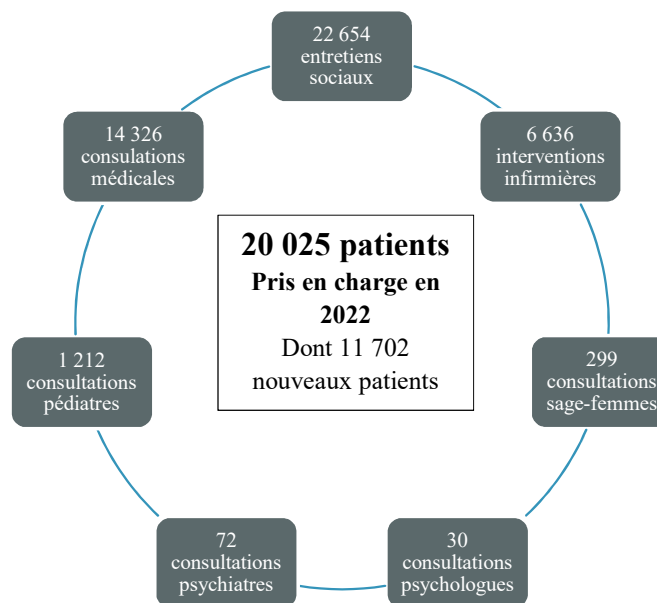 22 654
entretiens
sociaux
14 326
consulations
médicales
6 636
interventions
infirmières
20 025 patients
Pris en charge en
2022
Dont 11 702
nouveaux patients
1 212
consultations
pédiatres
299
consultations
sage-femmes
72
consultations
psychiatres
30
consultations
psychologues